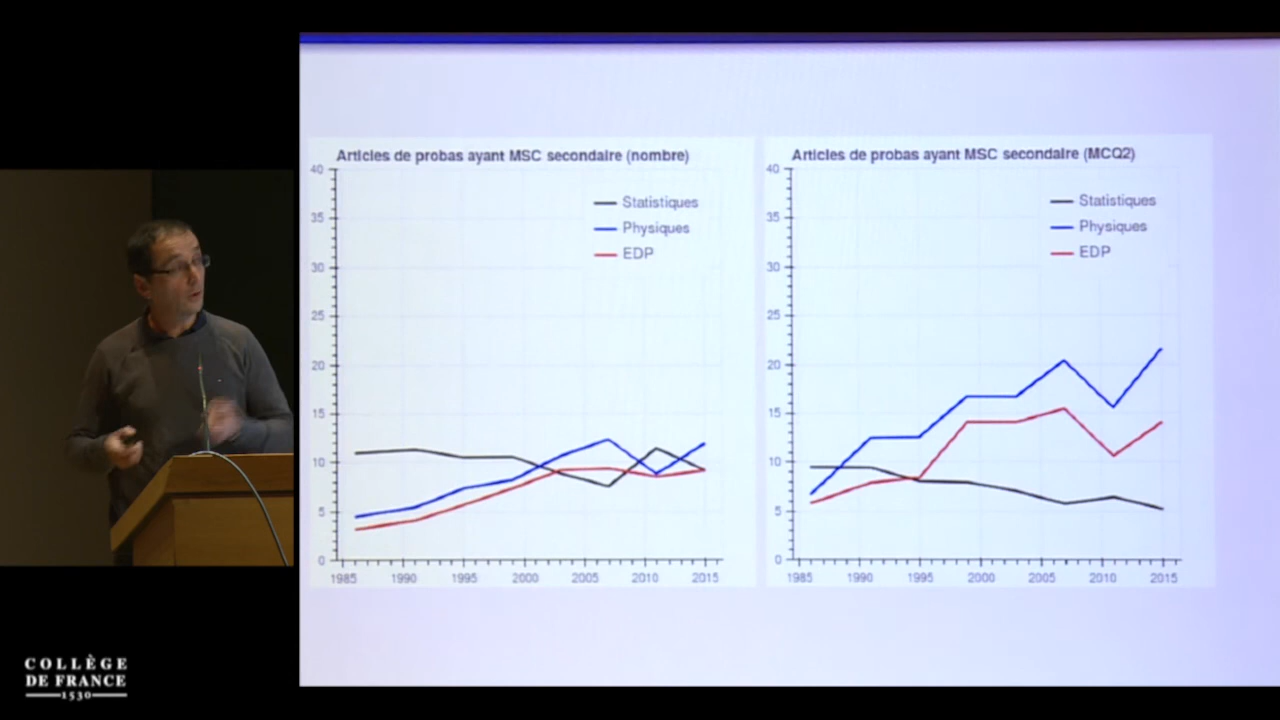 Articles de probas ayant MSC secondaire (nombre)
40
35
30
25
20
15
10
5
0
1985 1990 1995 2000 2005 2010 2015
Statistiques
Physiques
EDP
Articles de probas ayant MSC secondaire (MCQ2)
40
35
30
25
20
15
10
5
0
1985 1990 1995 2000 2005 2010 2015
Statistiques
Physiques
EDP
COLLÈGE
DE FRANCE
1530